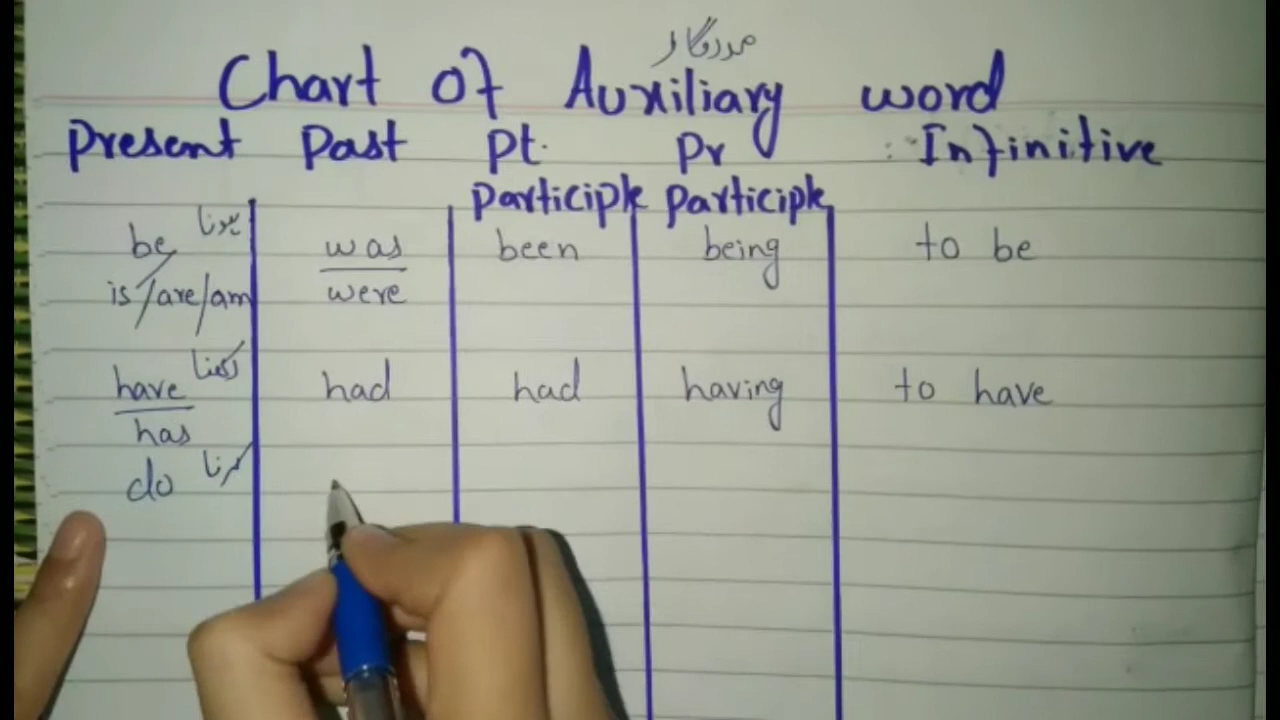 مددگار
Chart Of Auxiliary word
Present Past Pt. Participle Pr Participle Infinitive
be ہونا was been being to be
is/are/am were
have رکھنا had had having to have
has
do کرنا